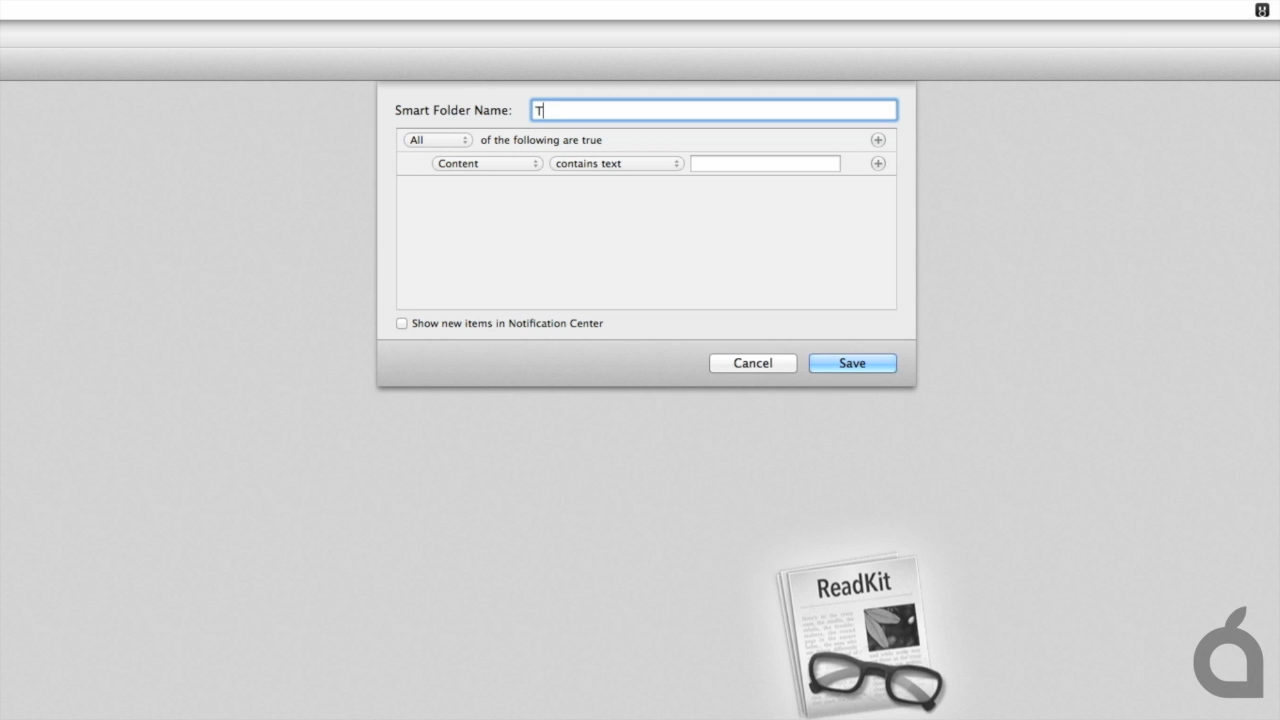 Smart Folder Name: T
All of the following are true
Content contains text
Show new items in Notification Center
Cancel Save
ReadKit